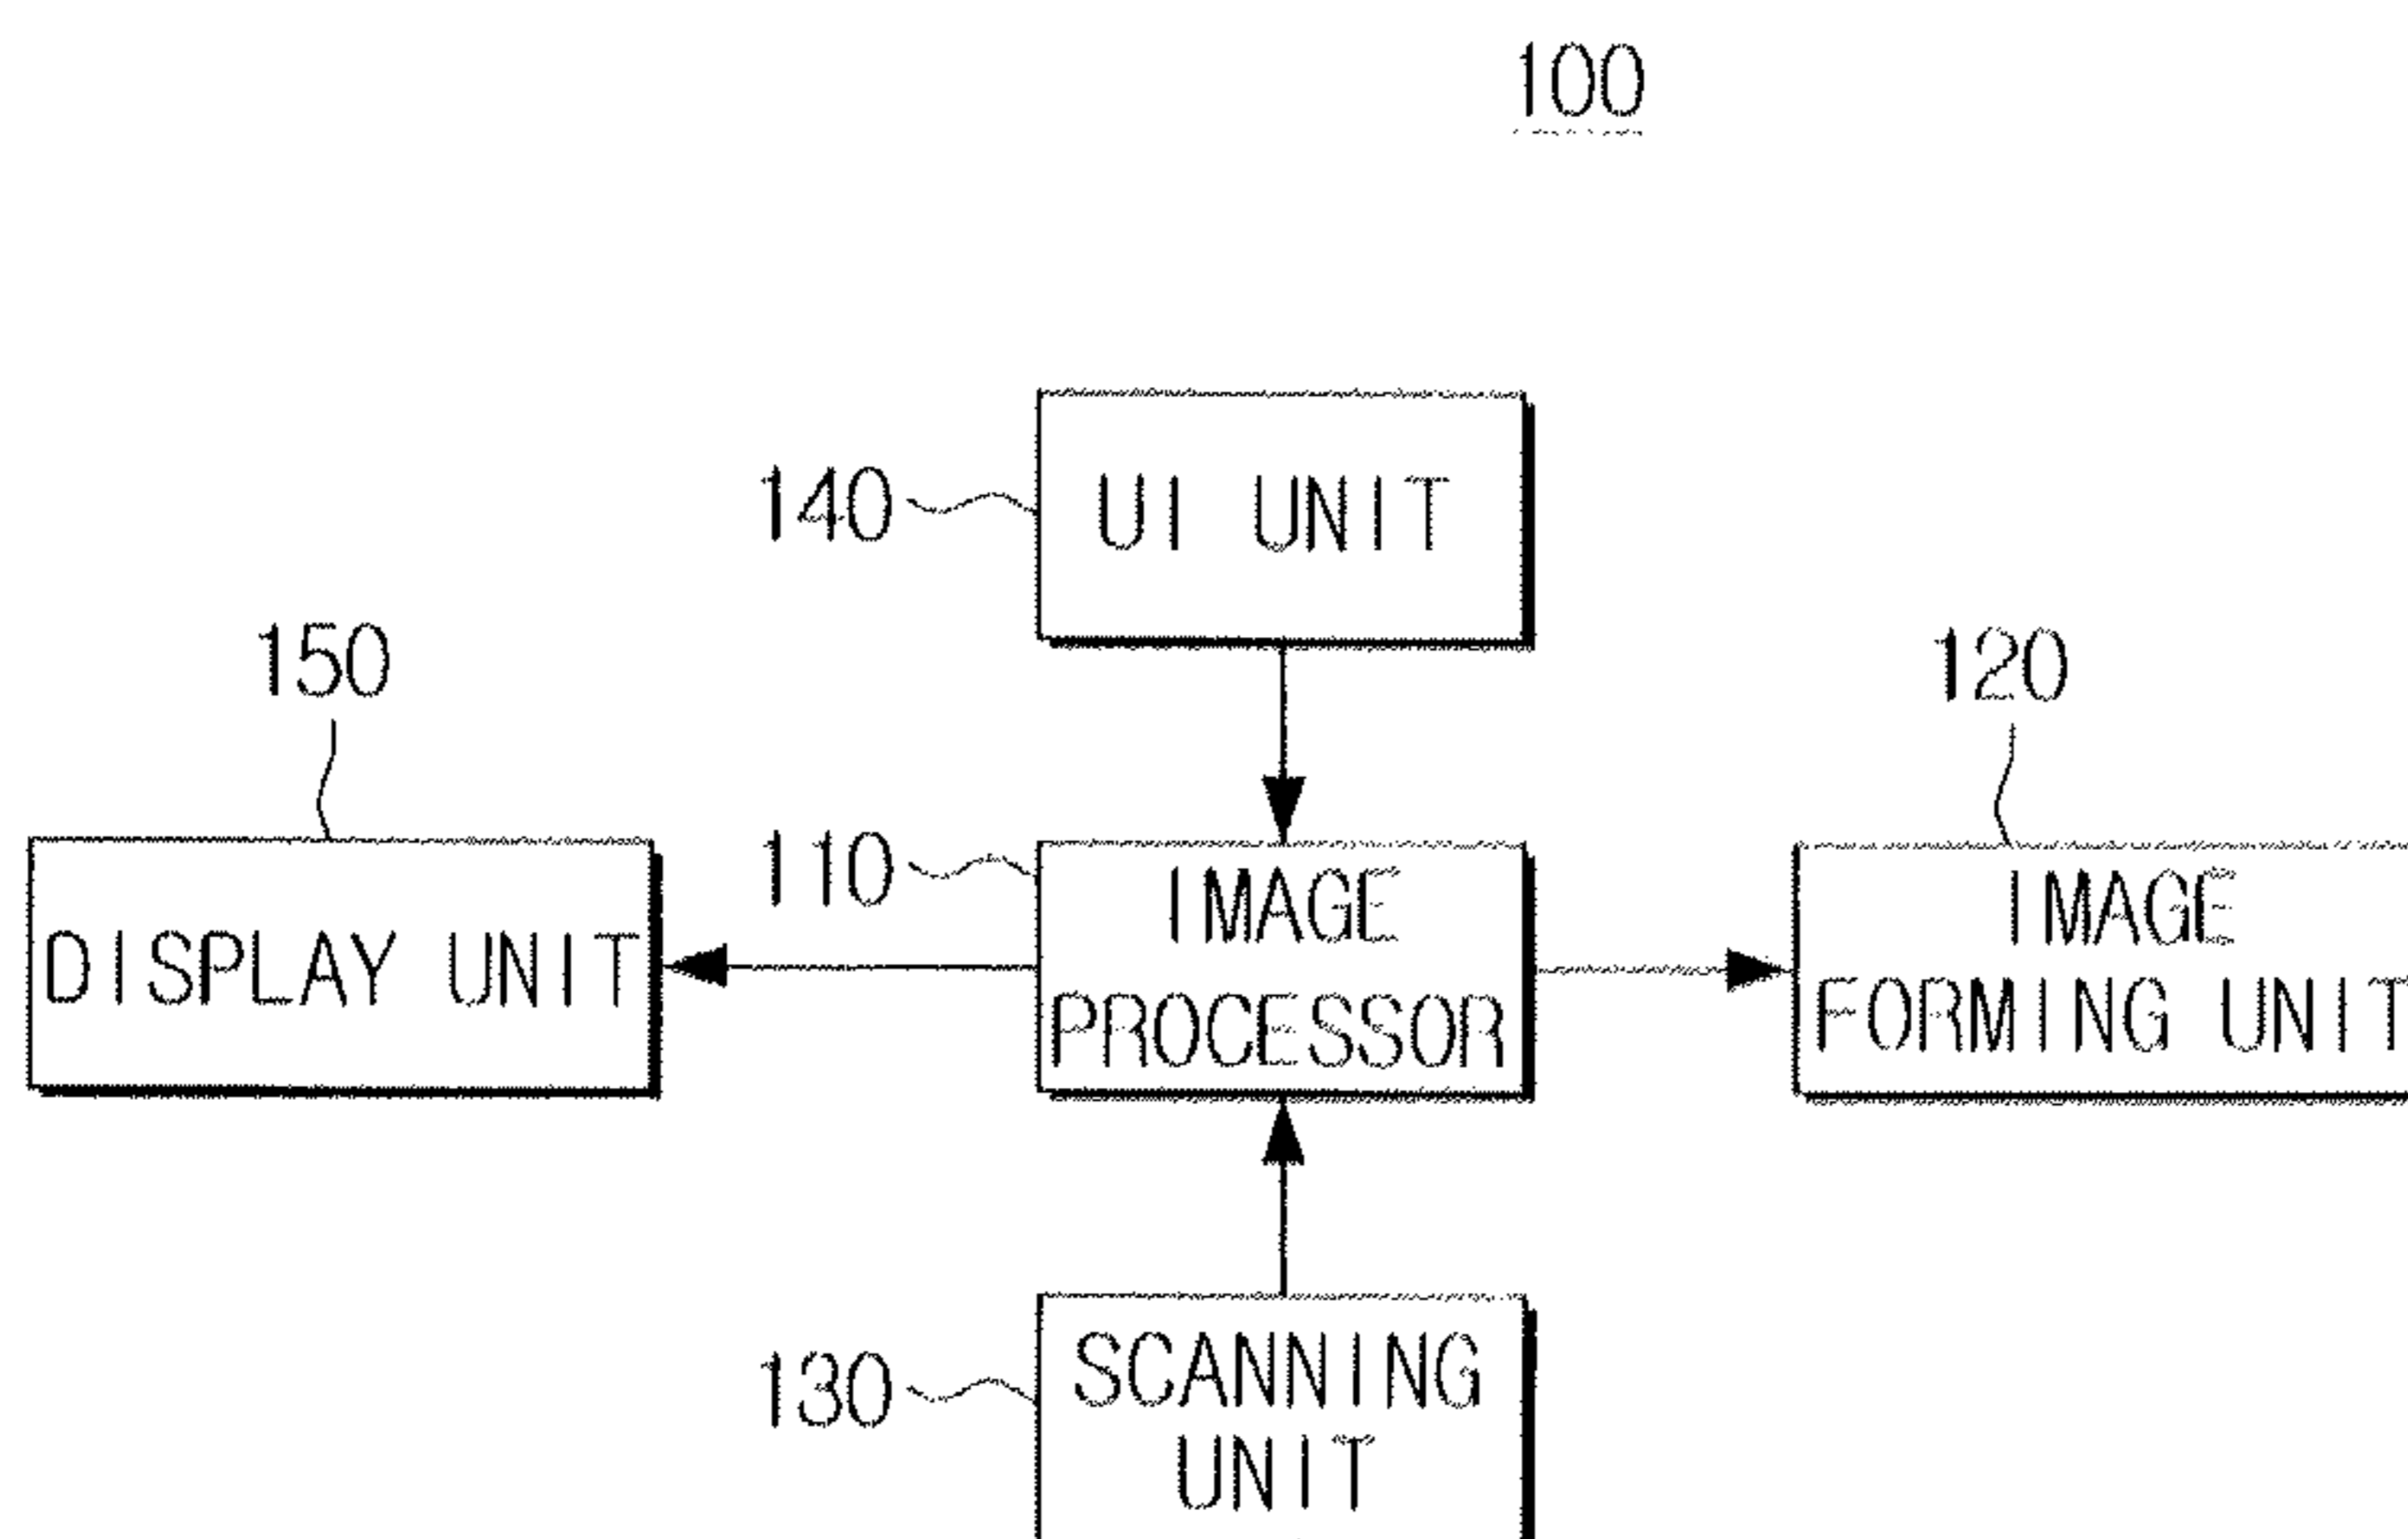 100
140
UI UNIT
150
120
110
DISPLAY UNIT
IMAGE
PROCESSOR
IMAGE
FORMING UNIT
130
SCANNING
UNIT